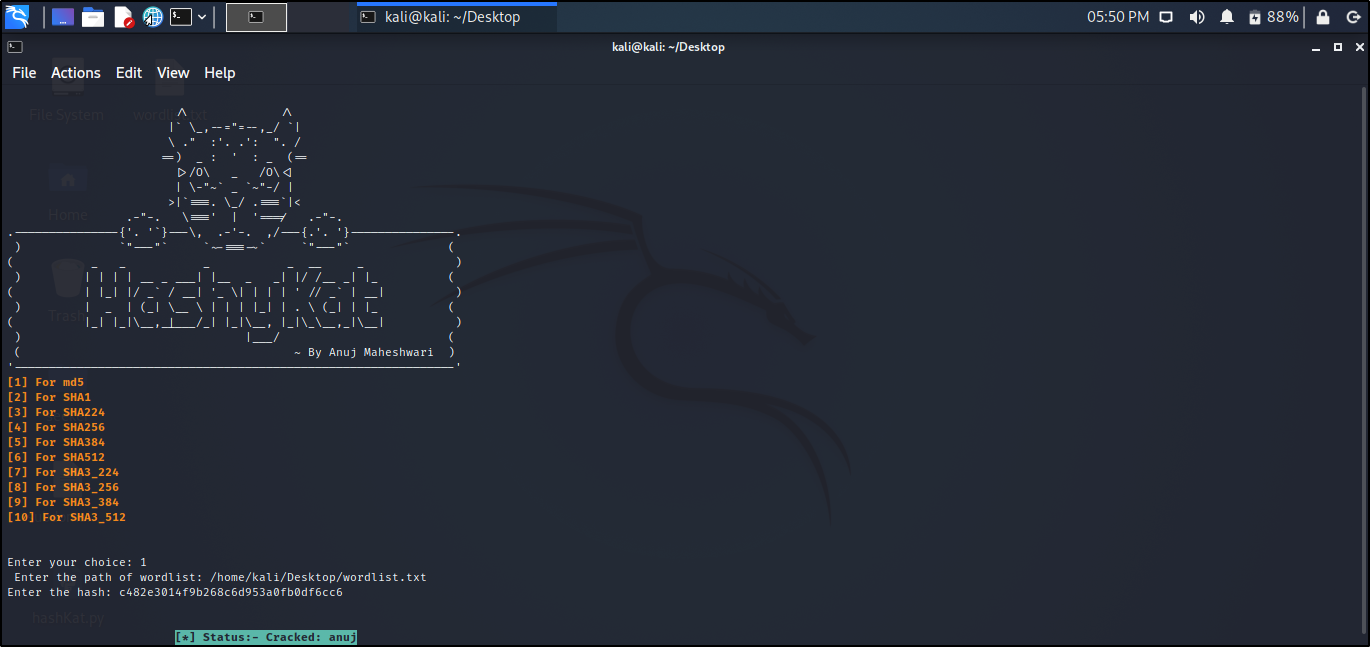 05:50 PM 88%
kali@kali: ~/Desktop
kali@kali: ~/Desktop
File Actions Edit View Help
File System wordlist.txt
Home
Trash
HashyKat
~ By Anuj Maheshwari
[1] For md5
[2] For SHA1
[3] For SHA224
[4] For SHA256
[5] For SHA384
[6] For SHA512
[7] For SHA3_224
[8] For SHA3_256
[9] For SHA3_384
[10] For SHA3_512
Enter your choice: 1
Enter the path of wordlist: /home/kali/Desktop/wordlist.txt
Enter the hash: c482e3014f9b268c6d953a0fb0df6cc6
hashKat.py
[*] Status:- Cracked: anuj